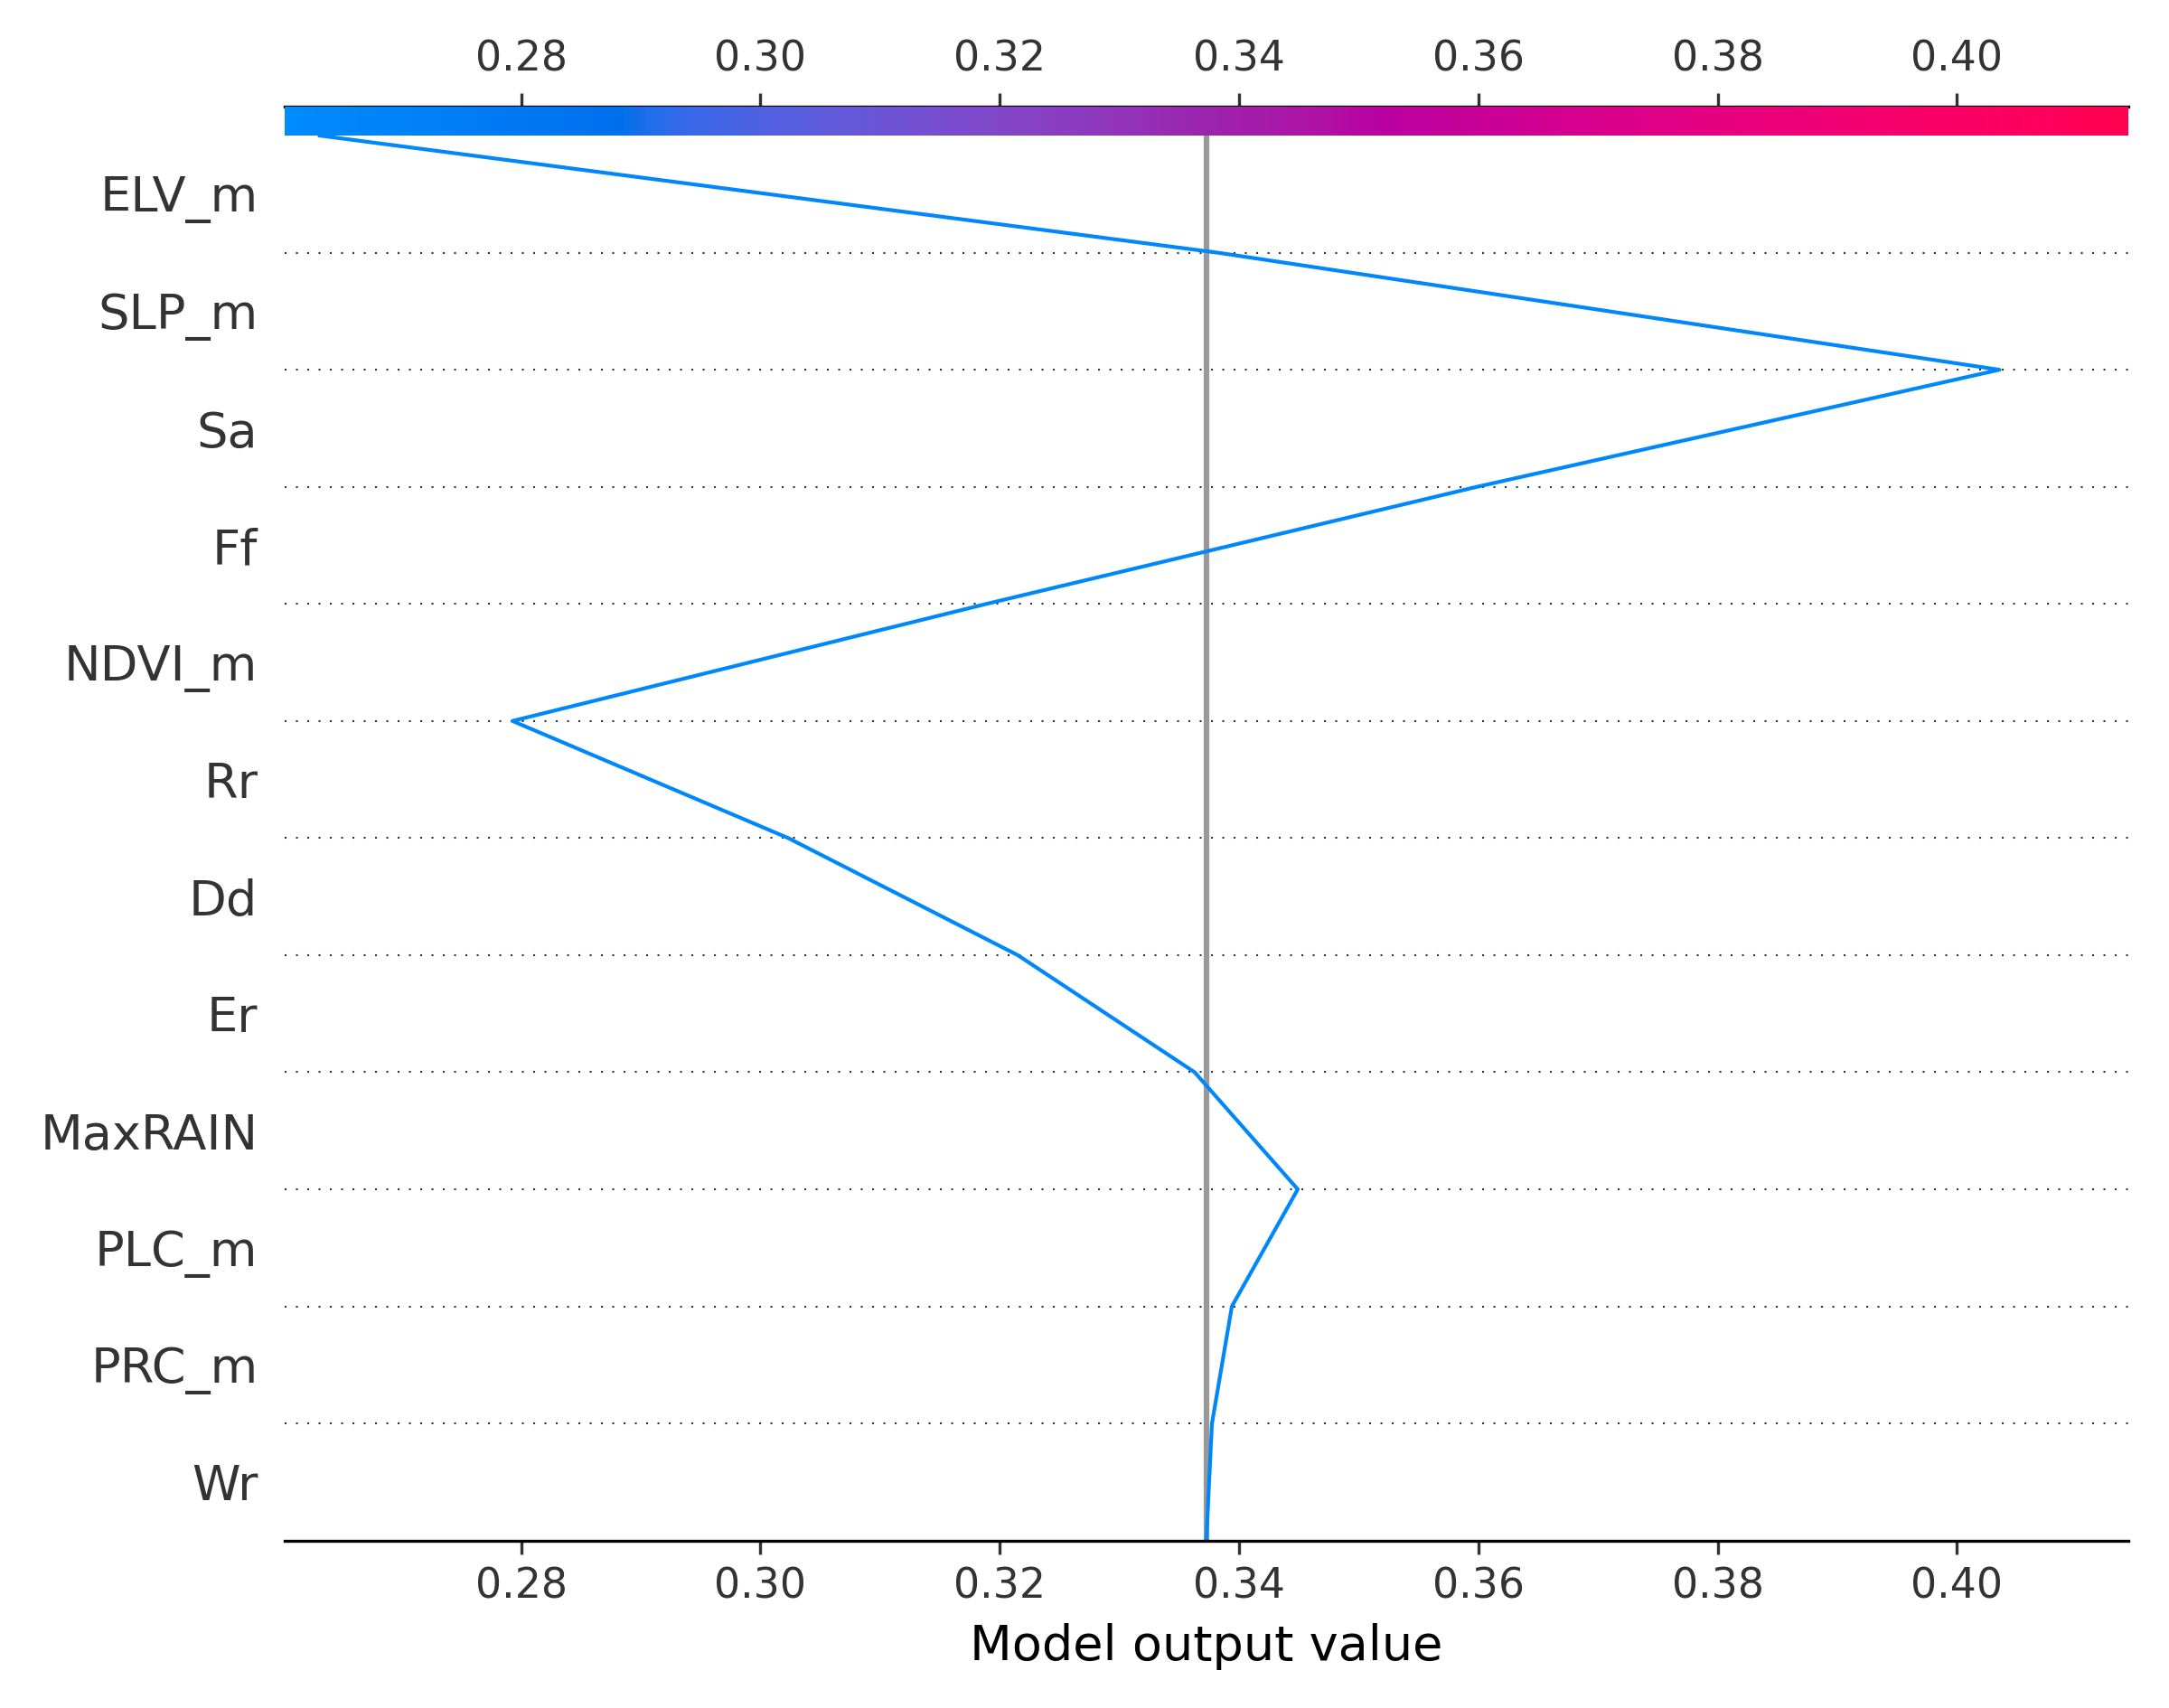 0.28 0.30 0.32 0.34 0.36 0.38 0.40
ELV_m
SLP_m
Sa
Ff
NDVI_m
Rr
Dd
Er
MaxRAIN
PLC_m
PRC_m
Wr
0.28 0.30 0.32 0.34 0.36 0.38 0.40
Model output value